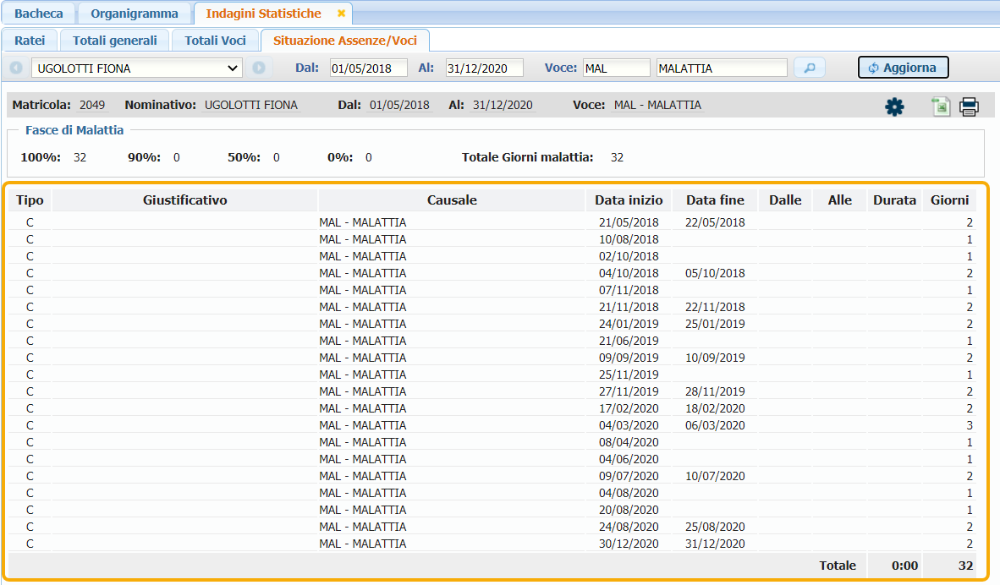 Bacheca Organigramma Indagini Statistiche
Ratei Totali generali Totali Voci Situazione Assenze/Voci
UGOLOTTI FIONA Dal: 01/05/2018 Al: 31/12/2020 Voce: MAL MALATTIA Aggiorna
Matricola: 2049 Nominativo: UGOLOTTI FIONA Dal: 01/05/2018 Al: 31/12/2020 Voce: MAL - MALATTIA
Fasce di Malattia
100%: 32 90%: 0 50%: 0 0%: 0 Totale Giorni malattia: 32
Tipo Giustificativo Causale Data inizio Data fine Dalle Alle Durata Giorni
C MAL - MALATTIA 21/05/2018 22/05/2018 2
C MAL - MALATTIA 10/08/2018 1
C MAL - MALATTIA 02/10/2018 1
C MAL - MALATTIA 04/10/2018 05/10/2018 2
C MAL - MALATTIA 07/11/2018 1
C MAL - MALATTIA 21/11/2018 22/11/2018 2
C MAL - MALATTIA 24/01/2019 25/01/2019 2
C MAL - MALATTIA 21/06/2019 1
C MAL - MALATTIA 09/09/2019 10/09/2019 2
C MAL - MALATTIA 25/11/2019 1
C MAL - MALATTIA 27/11/2019 28/11/2019 2
C MAL - MALATTIA 17/02/2020 18/02/2020 2
C MAL - MALATTIA 04/03/2020 06/03/2020 3
C MAL - MALATTIA 08/04/2020 1
C MAL - MALATTIA 04/06/2020 1
C MAL - MALATTIA 09/07/2020 10/07/2020 2
C MAL - MALATTIA 04/08/2020 1
C MAL - MALATTIA 20/08/2020 1
C MAL - MALATTIA 24/08/2020 25/08/2020 2
C MAL - MALATTIA 30/12/2020 31/12/2020 2
Totale 0:00 32